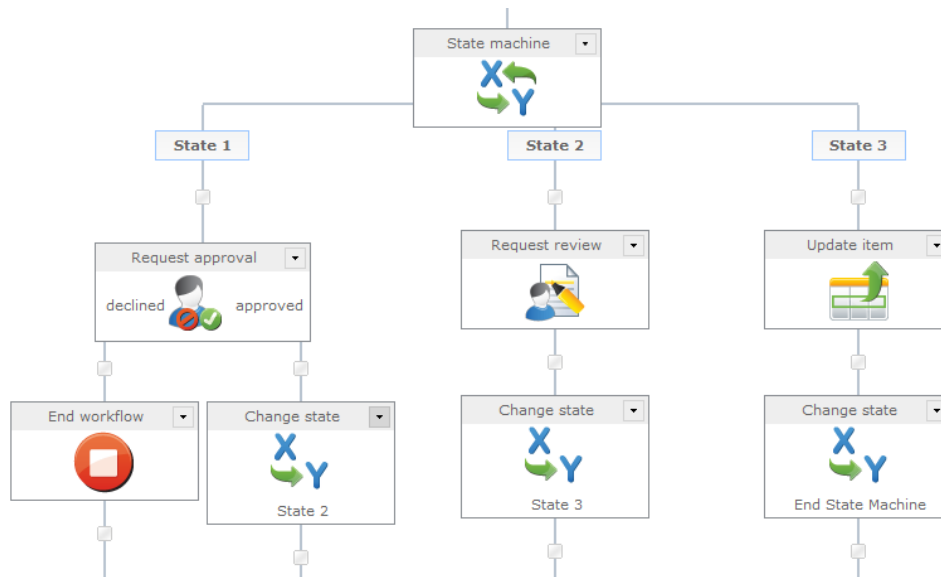 State machine
X
Y
State 1
State 2
State 3
Request approval
declined
approved
Request review
Update item
End workflow
Change state
X
Y
State 2
Change state
X
Y
State 3
Change state
X
Y
End State Machine